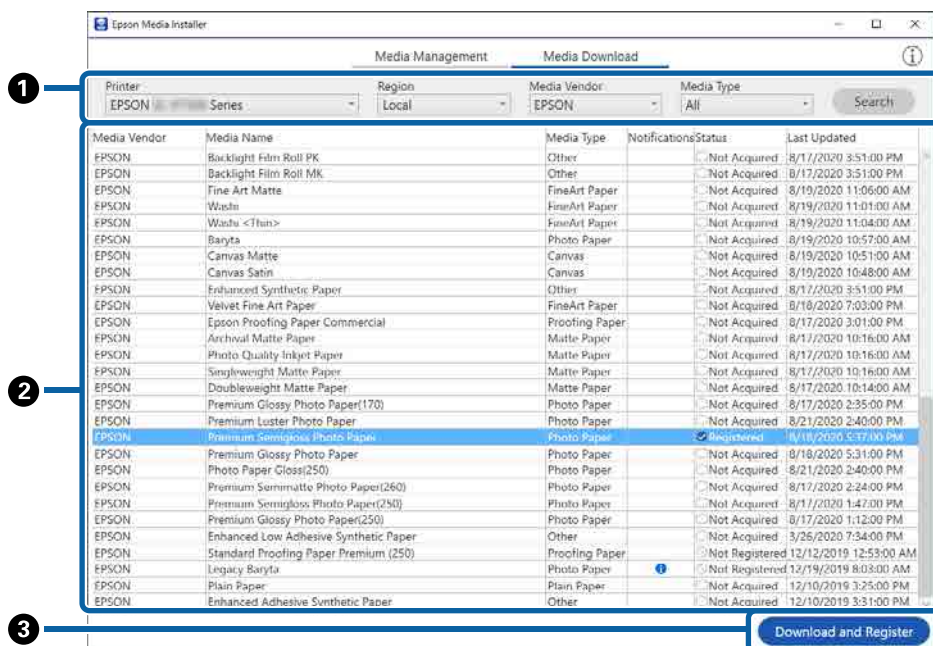 Epson Media Installer
Media Management Media Download
1
Printer Region Media Vendor Media Type
EPSON Series Local EPSON All Search
2
Media Vendor Media Name Media Type Notifications Status Last Updated
EPSON Backlight Film Roll PK Other Not Acquired 8/17/2020 3:51:00 PM
EPSON Backlight Film Roll MK Other Not Acquired 8/17/2020 3:51:00 PM
EPSON Fine Art Matte FineArt Paper Not Acquired 8/19/2020 11:06:00 AM
EPSON Washi FineArt Paper Not Acquired 8/19/2020 11:01:00 AM
EPSON Washi <Thin> FineArt Paper Not Acquired 8/19/2020 11:04:00 AM
EPSON Baryta Photo Paper Not Acquired 8/19/2020 10:57:00 AM
EPSON Canvas Matte Canvas Not Acquired 8/19/2020 10:51:00 AM
EPSON Canvas Satin Canvas Not Acquired 8/19/2020 10:48:00 AM
EPSON Enhanced Synthetic Paper Other Not Acquired 8/17/2020 3:51:00 PM
EPSON Velvet Fine Art Paper FineArt Paper Not Acquired 8/18/2020 7:03:00 PM
EPSON Epson Proofing Paper Commercial Proofing Paper Not Acquired 8/17/2020 3:01:00 PM
EPSON Archival Matte Paper Matte Paper Not Acquired 8/17/2020 10:16:00 AM
EPSON Photo Quality Inkjet Paper Matte Paper Not Acquired 8/17/2020 10:16:00 AM
EPSON Singleweight Matte Paper Matte Paper Not Acquired 8/17/2020 10:16:00 AM
EPSON Doubleweight Matte Paper Matte Paper Not Acquired 8/17/2020 10:14:00 AM
EPSON Premium Glossy Photo Paper(170) Photo Paper Not Acquired 8/17/2020 2:35:00 PM
EPSON Premium Luster Photo Paper Photo Paper Not Acquired 8/21/2020 2:40:00 PM
EPSON Premium Semigloss Photo Paper Photo Paper Registered 8/18/2020 5:37:00 PM
EPSON Premium Glossy Photo Paper Photo Paper Not Acquired 8/18/2020 5:31:00 PM
EPSON Photo Paper Gloss(250) Photo Paper Not Acquired 8/21/2020 2:40:00 PM
EPSON Premium Semimatte Photo Paper(260) Photo Paper Not Acquired 8/17/2020 2:24:00 PM
EPSON Premium Semigloss Photo Paper(250) Photo Paper Not Acquired 8/17/2020 1:47:00 PM
EPSON Premium Glossy Photo Paper(250) Photo Paper Not Acquired 8/17/2020 1:12:00 PM
EPSON Enhanced Low Adhesive Synthetic Paper Other Not Acquired 3/26/2020 7:34:00 PM
EPSON Standard Proofing Paper Premium (250) Proofing Paper Not Registered 12/12/2019 12:53:00 AM
EPSON Legacy Baryta Photo Paper Not Registered 12/19/2019 8:03:00 AM
EPSON Plain Paper Plain Paper Not Acquired 12/10/2019 3:25:00 PM
EPSON Enhanced Adhesive Synthetic Paper Other Not Acquired 12/10/2019 3:31:00 PM
3
Download and Register